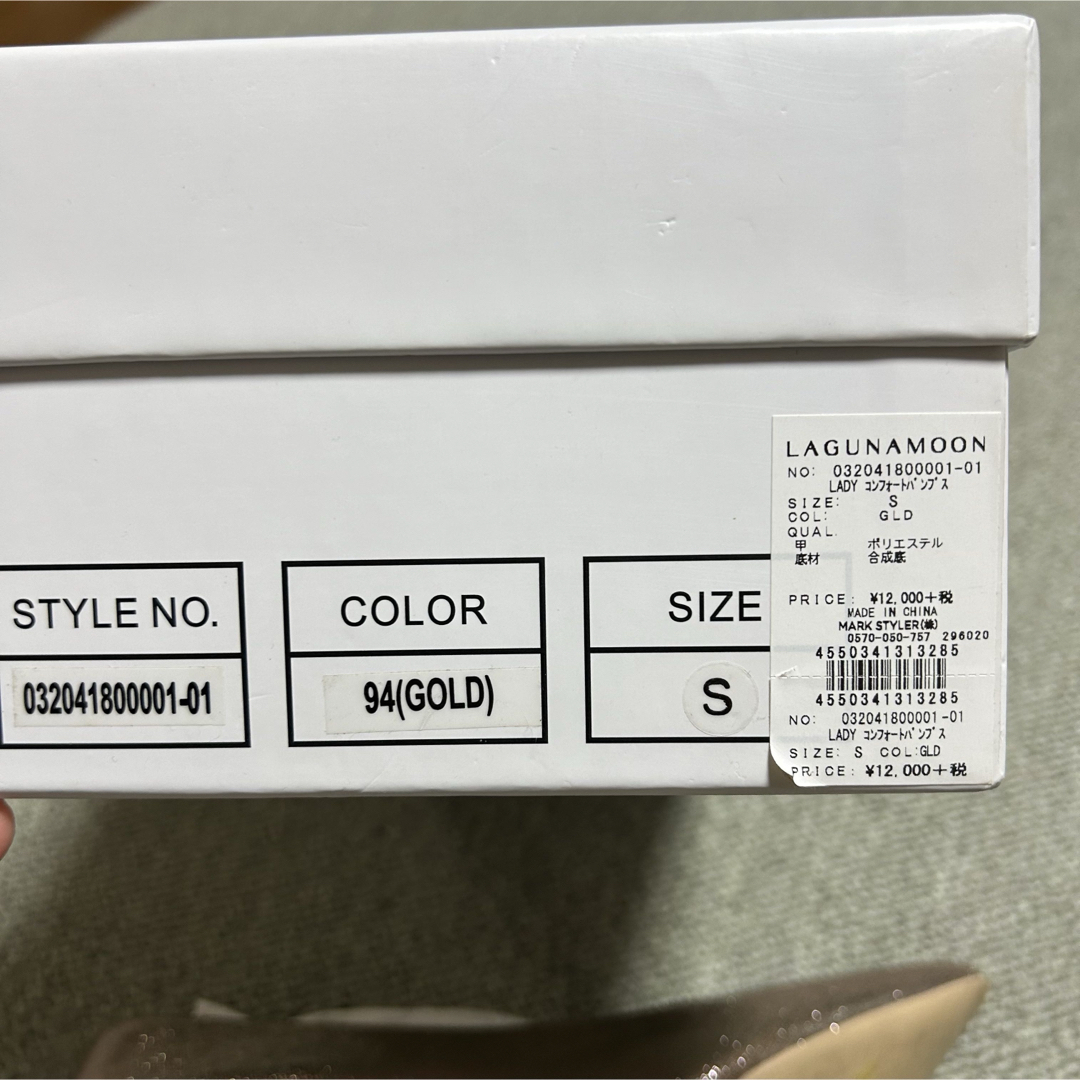 STYLE NO.
032041800001-01
COLOR
94(GOLD)
SIZE
S
LAGUNAMOON
NO: 032041800001-01
LADY ｺﾝﾌｫｰﾄﾊﾟﾝﾌﾟｽ
SIZE: S
COL: GLD
QUAL.
甲 ポリエステル
底材 合成底
PRICE: ¥12,000+税
MADE IN CHINA
MARK STYLER(株)
0570-050-757 296020
4550341313285
4550341313285
NO: 032041800001-01
LADY ｺﾝﾌｫｰﾄﾊﾟﾝﾌﾟｽ
SIZE: S COL:GLD
PRICE: ¥12,000+税